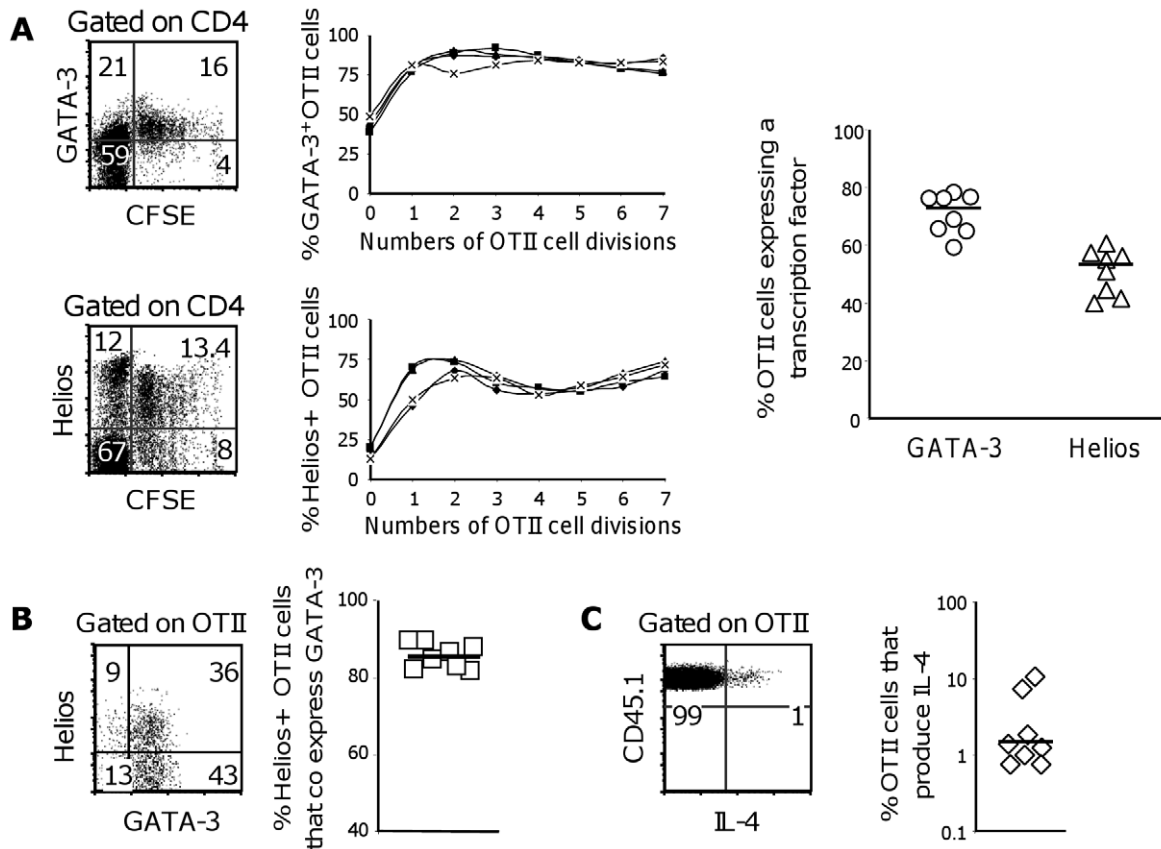 A
Gated on CD4
GATA-3
21
16
59
4
CFSE
%GATA-3+OTII cells
100
75
50
25
0
0 1 2 3 4 5 6 7
Numbers of OTII cell divisions
Gated on CD4
Helios
12
13.4
67
8
CFSE
%Helios+ OTII cells
100
75
50
25
0
0 1 2 3 4 5 6 7
Numbers of OTII cell divisions
% OTII cells expressing a
transcription factor
100
80
60
40
20
0
GATA-3 Helios
B
Gated on OTII
Helios
9
36
13
43
GATA-3
%Helios+ OTII cells
that co express GATA-3
100
80
60
40
C
Gated on OTII
CD45.1
99
1
IL-4
%OTII cells that
produce IL-4
100
10
1
0.1